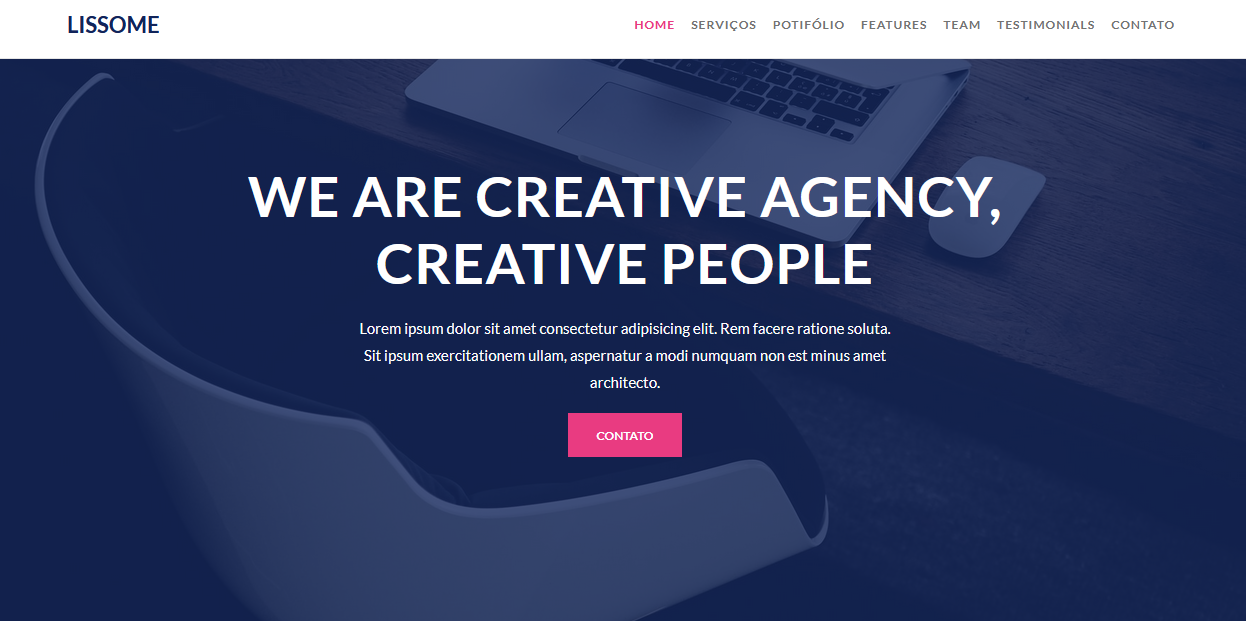 LISSOME
HOME SERVIÇOS POTIFÓLIO FEATURES TEAM TESTIMONIALS CONTATO
WE ARE CREATIVE AGENCY,
CREATIVE PEOPLE
Lorem ipsum dolor sit amet consectetur adipisicing elit. Rem facere ratione soluta.
Sit ipsum exercitationem ullam, aspernatur a modi numquam non est minus amet
architecto.
CONTATO